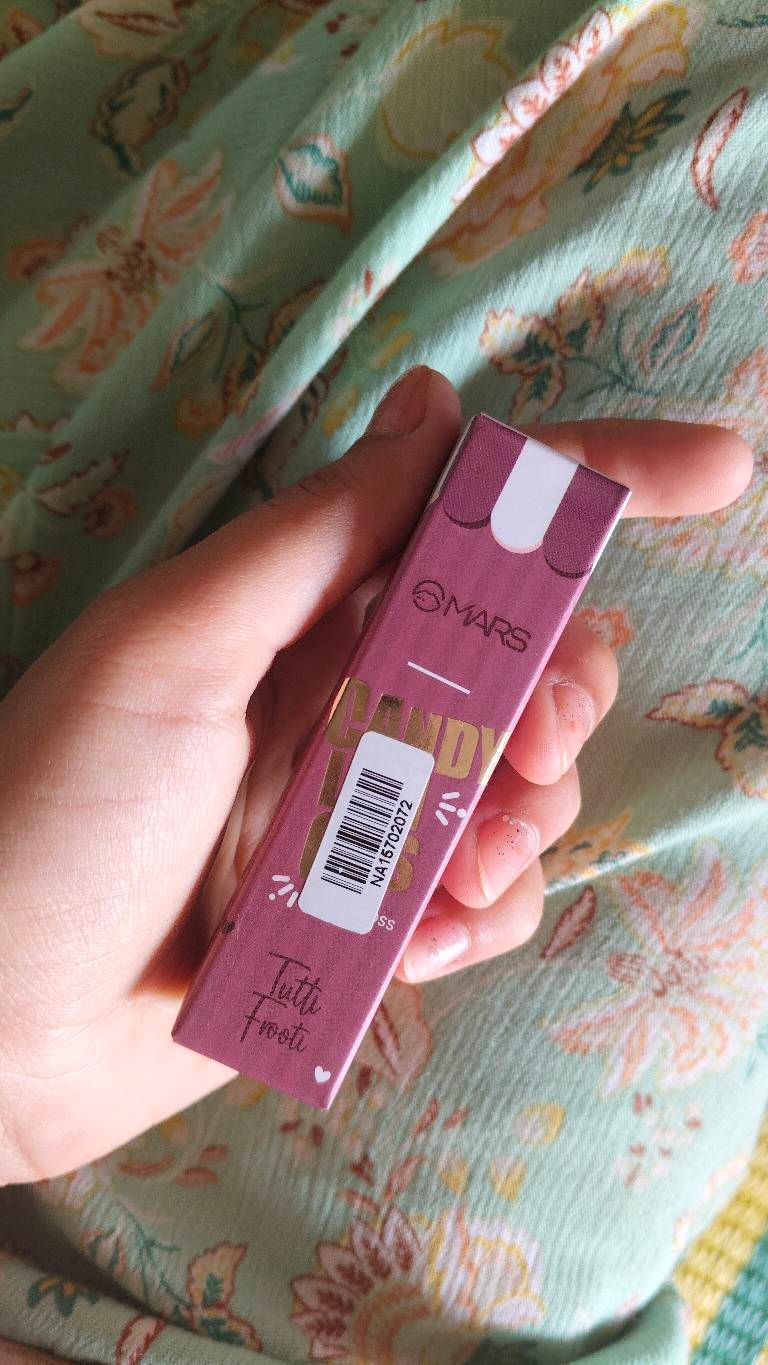 MARS
CANDY
NA15702072
Tutti
Frooti